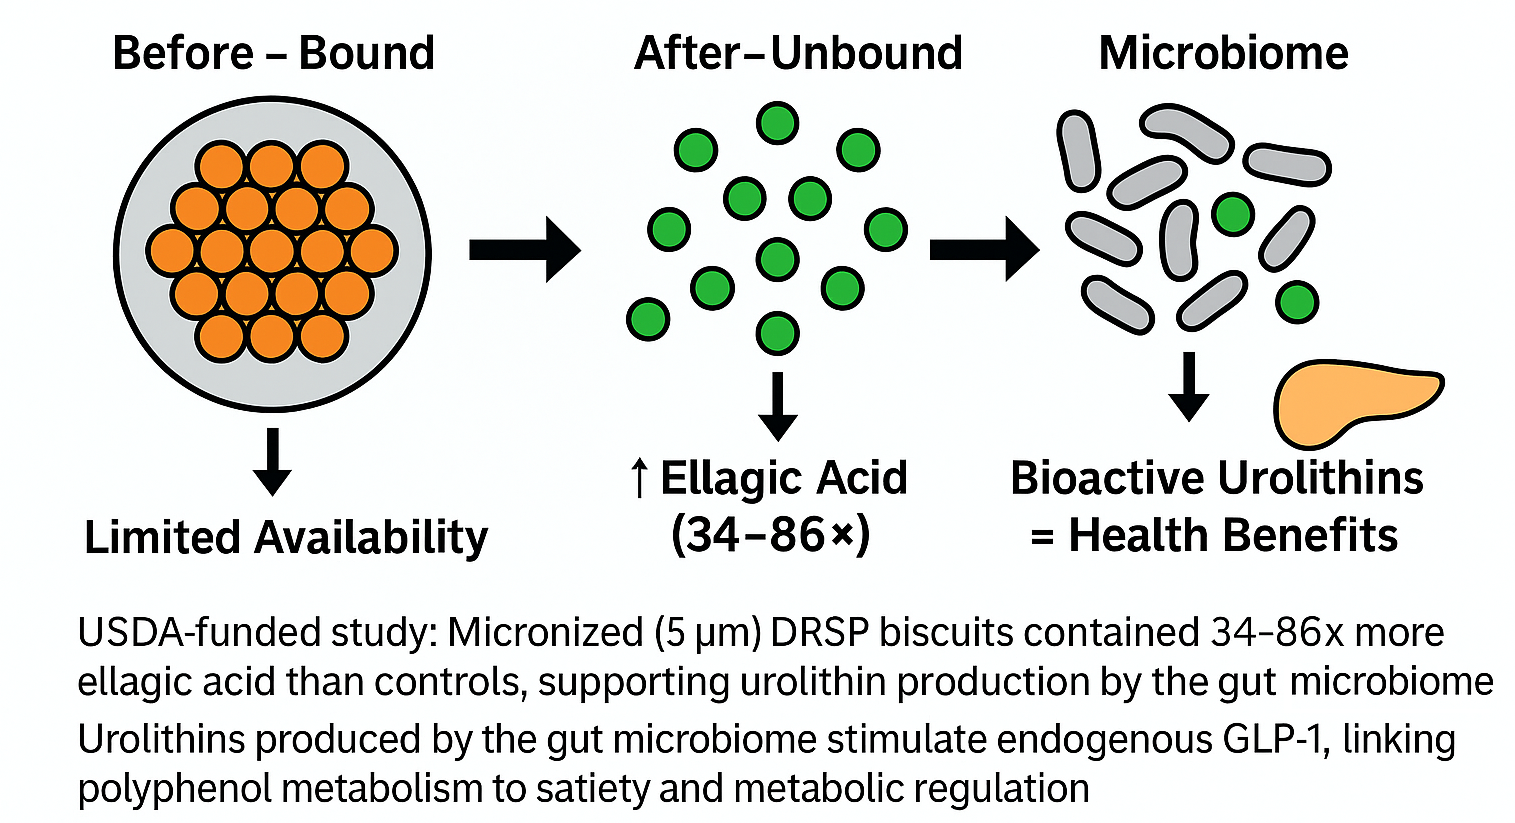 Before – Bound
After–Unbound
Microbiome
Limited Availability
↑ Ellagic Acid
(34–86×)
Bioactive Urolithins
= Health Benefits
USDA-funded study: Micronized (5 µm) DRSP biscuits contained 34–86x more
ellagic acid than controls, supporting urolithin production by the gut microbiome
Urolithins produced by the gut microbiome stimulate endogenous GLP-1, linking
polyphenol metabolism to satiety and metabolic regulation